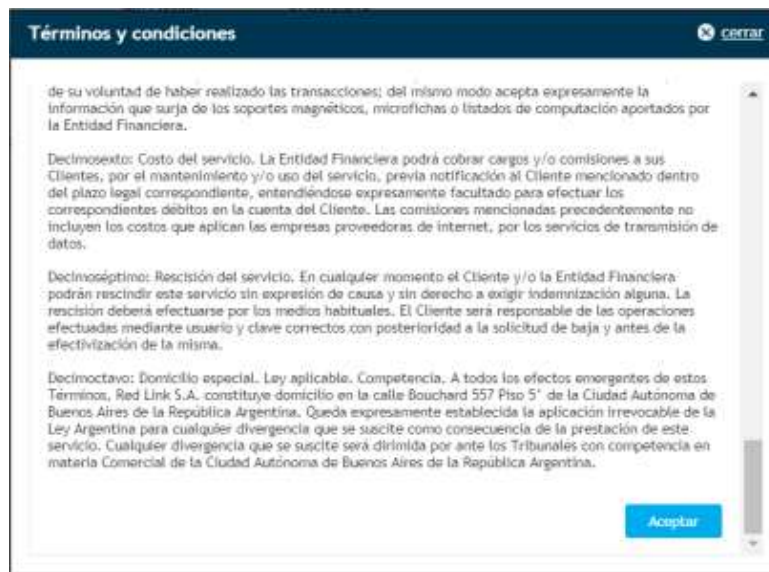 Términos y condiciones
cerrar
de su voluntad de haber realizado las transacciones; del mismo modo acepta expresamente la
información que surja de los soportes magnéticos, microfichas o listados de computación aportados por
la Entidad Financiera.
Decimosexto: Costo del servicio. La Entidad Financiera podrá cobrar cargos y/o comisiones a sus
Clientes, por el mantenimiento y/o uso del servicio, previa notificación al Cliente mencionado dentro
del plazo legal correspondiente, entendiéndose expresamente facultado para efectuar los
correspondientes débitos en la cuenta del Cliente. Las comisiones mencionadas precedentemente no
incluyen los costos que aplican las empresas proveedoras de internet, por los servicios de transmisión de
datos.
Decimoséptimo: Rescisión del servicio. En cualquier momento el Cliente y/o la Entidad Financiera
podrán rescindir este servicio sin expresión de causa y sin derecho a exigir indemnización alguna. La
rescisión deberá efectuarse por los medios habituales. El Cliente será responsable de las operaciones
efectuadas mediante usuario y clave correctos con posterioridad a la solicitud de baja y antes de la
efectivización de la misma.
Decimoctavo: Domicilio especial. Ley aplicable. Competencia. A todos los efectos emergentes de estos
Términos, Red Link S.A. constituye domicilio en la calle Bouchard 557 Piso 5° de la Ciudad Autónoma de
Buenos Aires de la República Argentina. Queda expresamente establecida la aplicación irrevocable de la
Ley Argentina para cualquier divergencia que se suscite como consecuencia de la prestación de este
servicio. Cualquier divergencia que se suscite será dirimida por ante los Tribunales con competencia en
materia Comercial de la Ciudad Autónoma de Buenos Aires de la República Argentina.
Aceptar